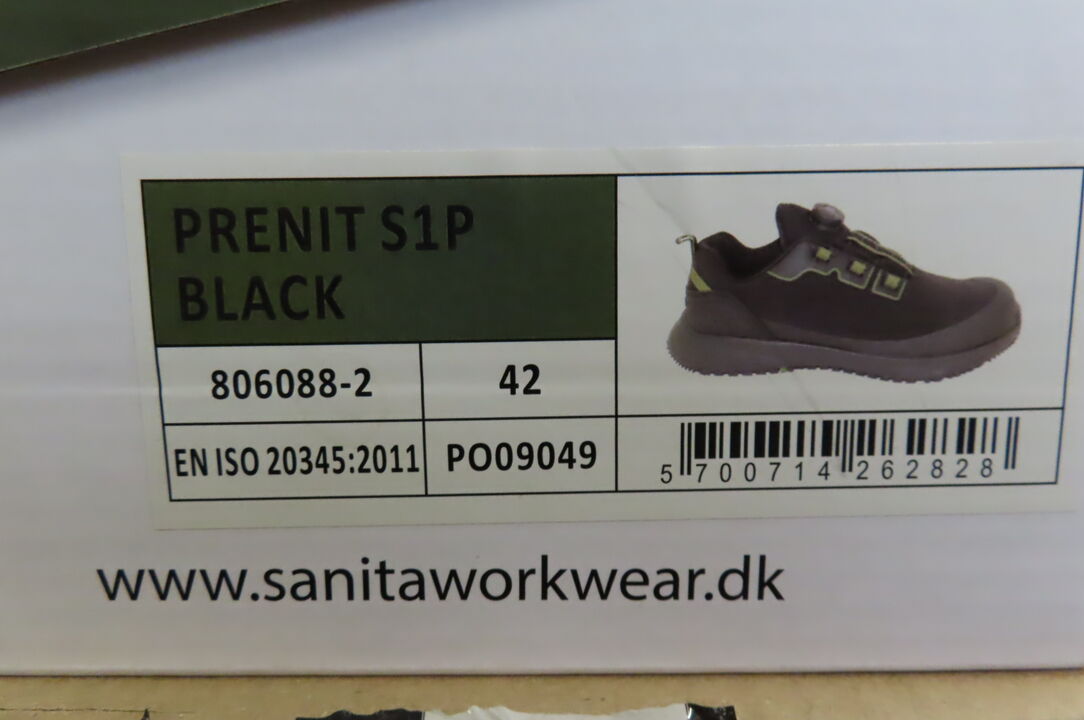 PRENIT S1P
BLACK
806088-2
42
EN ISO 20345:2011
PO09049
5 700714 262828
www.sanitaworkwear.dk